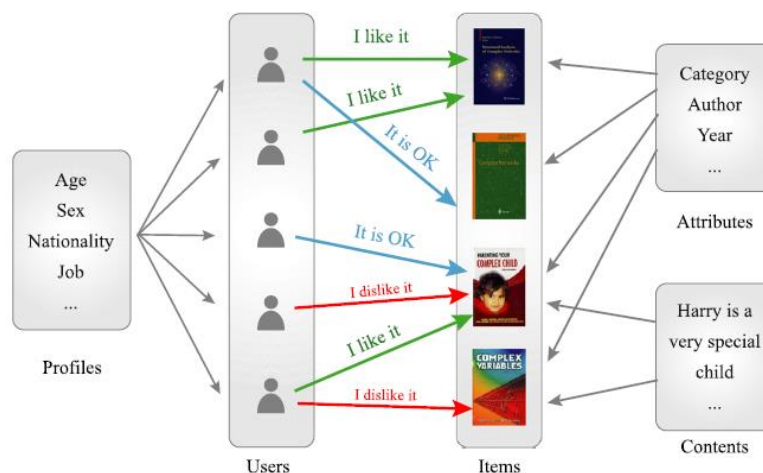 Age
Sex
Nationality
Job
...
Profiles
Users
I like it
I like it
It is OK
It is OK
I dislike it
I like it
I dislike it
PARENTING YOUR
COMPLEX CHILD
COMPLEX
VARIABLES
Items
Category
Author
Year
...
Attributes
Harry is a
very special
child
...
Contents